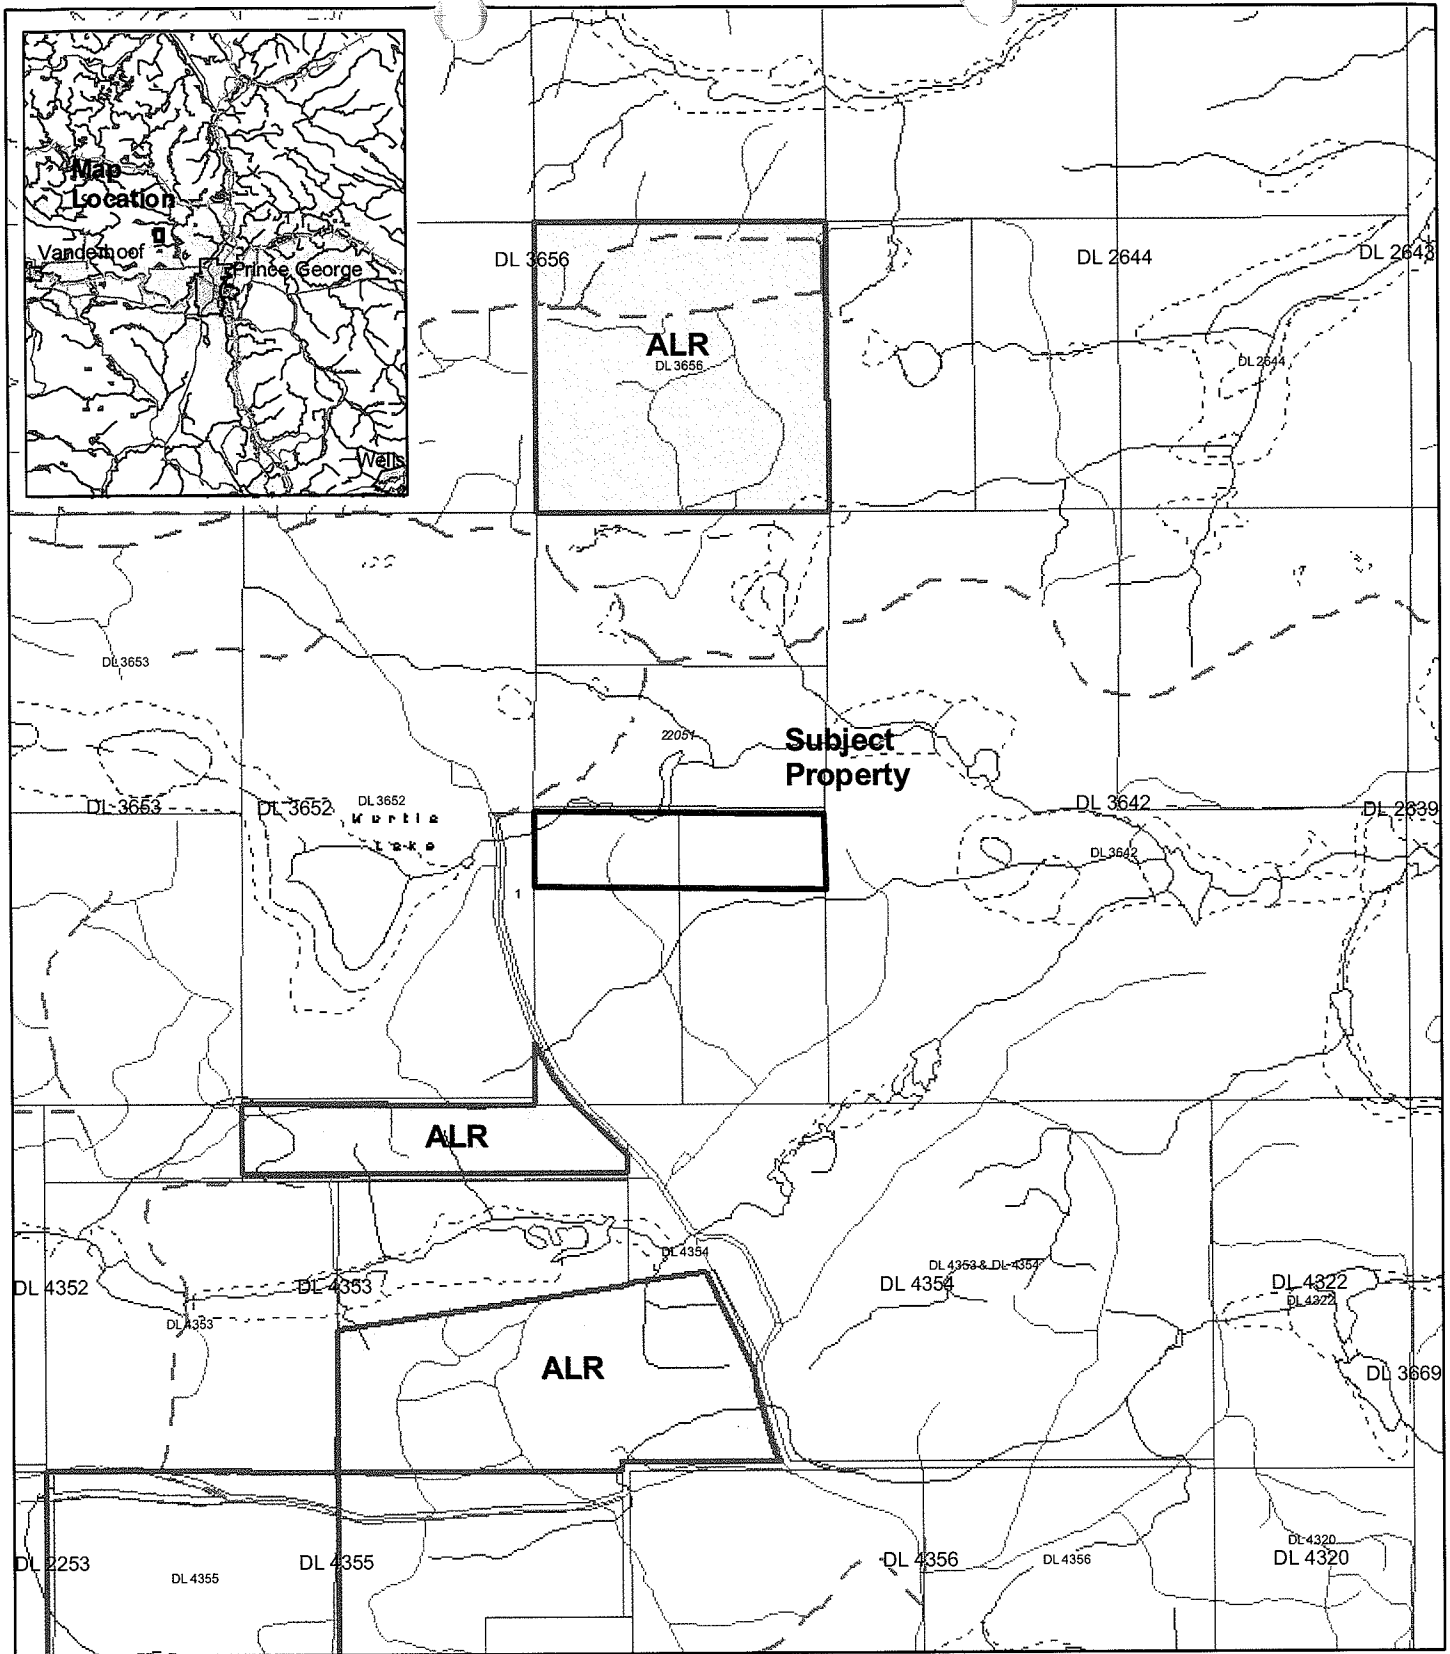 Map
Location
Vanderhoof
Prince George
Wells
DL 3656
ALR
DL 3656
DL 2644
DL 2643
DL 2644
DL 3653
22051
Subject
Property
DL 3653
DL 3652
DL 3652
Murtle
Lake
DL 3642
DL 3642
DL 2639
1
ALR
DL 4352
DL 4353
DL 4353
DL 4354
DL 4353 & DL 4354
DL 4354
DL 4322
DL 4322
DL 3669
ALR
DL 2253
DL 4355
DL 4355
DL 4356
DL 4356
DL 4320
DL 4320